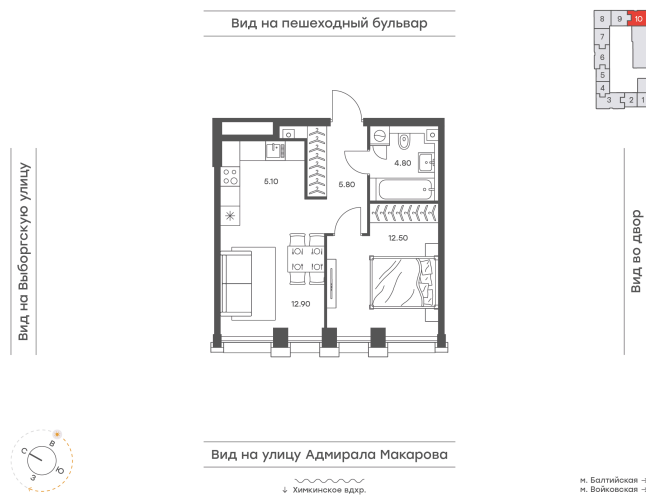 Вид на пешеходный бульвар
8 9 10
7
6
5
4
3 2 1
Вид на Выборгскую улицу
Вид во двор
4.80
5.10
5.80
12.50
12.90
С
В
Ю
З
Вид на улицу Адмирала Макарова
↓ Химкинское вдхр.
м. Балтийская →
м. Войковская →